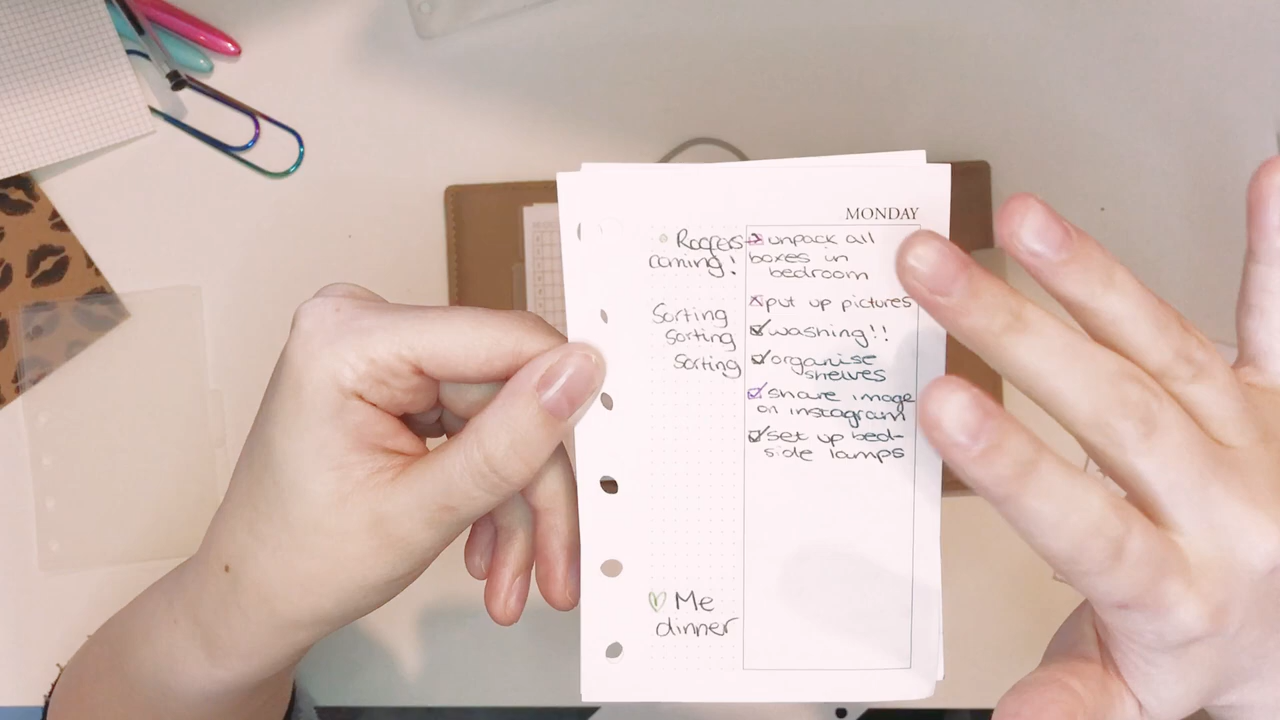 MONDAY
Roofers
coming!
Sorting
Sorting
Sorting
♡ Me
dinner
unpack all
boxes in
bedroom
put up pictures
washing!!
organise
shelves
share image
on instagram
set up bed-
side lamps